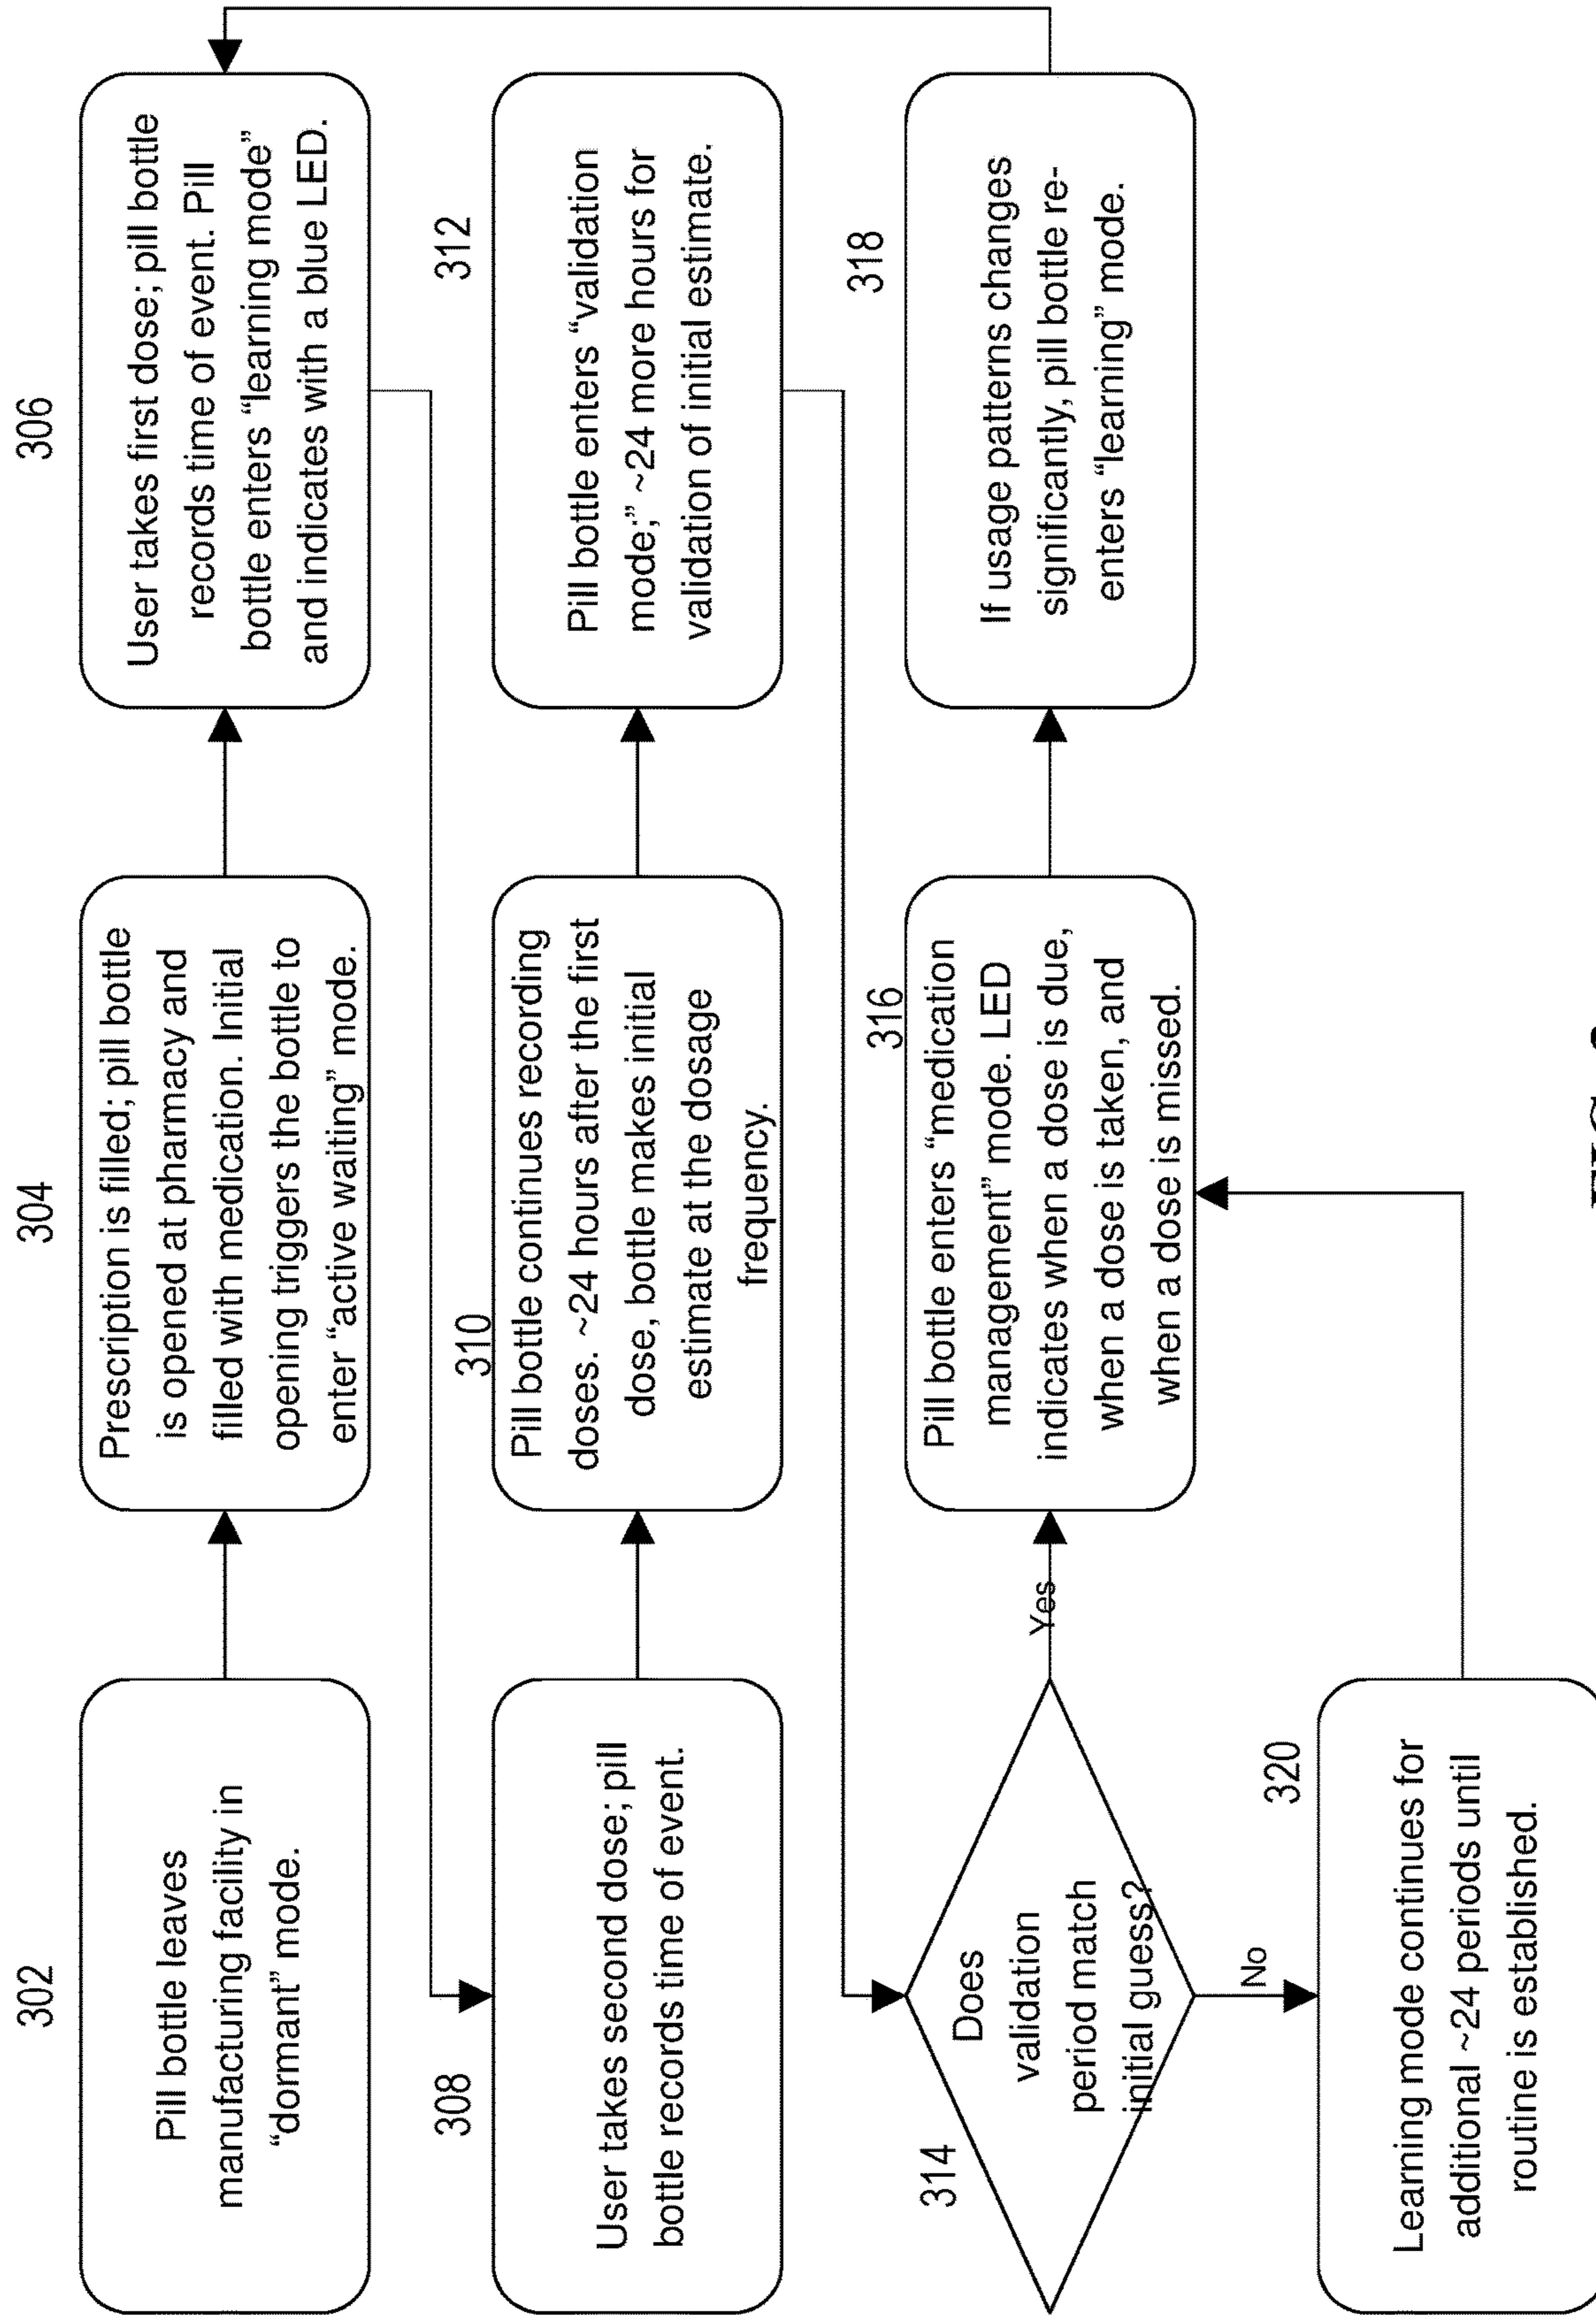 302
Pill bottle leaves
manufacturing facility in
“dormant” mode.
304
Prescription is filled; pill bottle
is opened at pharmacy and
filled with medication. Initial
opening triggers the bottle to
enter “active waiting” mode.
306
User takes first dose; pill bottle
records time of event. Pill
bottle enters “learning mode”
and indicates with a blue LED.
308
User takes second dose; pill
bottle records time of event.
310
Pill bottle continues recording
doses. ~24 hours after the first
dose, bottle makes initial
estimate at the dosage
frequency.
312
Pill bottle enters “validation
mode;” ~24 more hours for
validation of initial estimate.
314
Does
validation
period match
initial guess?
Yes
No
316
Pill bottle enters “medication
management” mode. LED
indicates when a dose is due,
when a dose is taken, and
when a dose is missed.
318
If usage patterns changes
significantly, pill bottle re-
enters “learning” mode.
320
Learning mode continues for
additional ~24 periods until
routine is established.